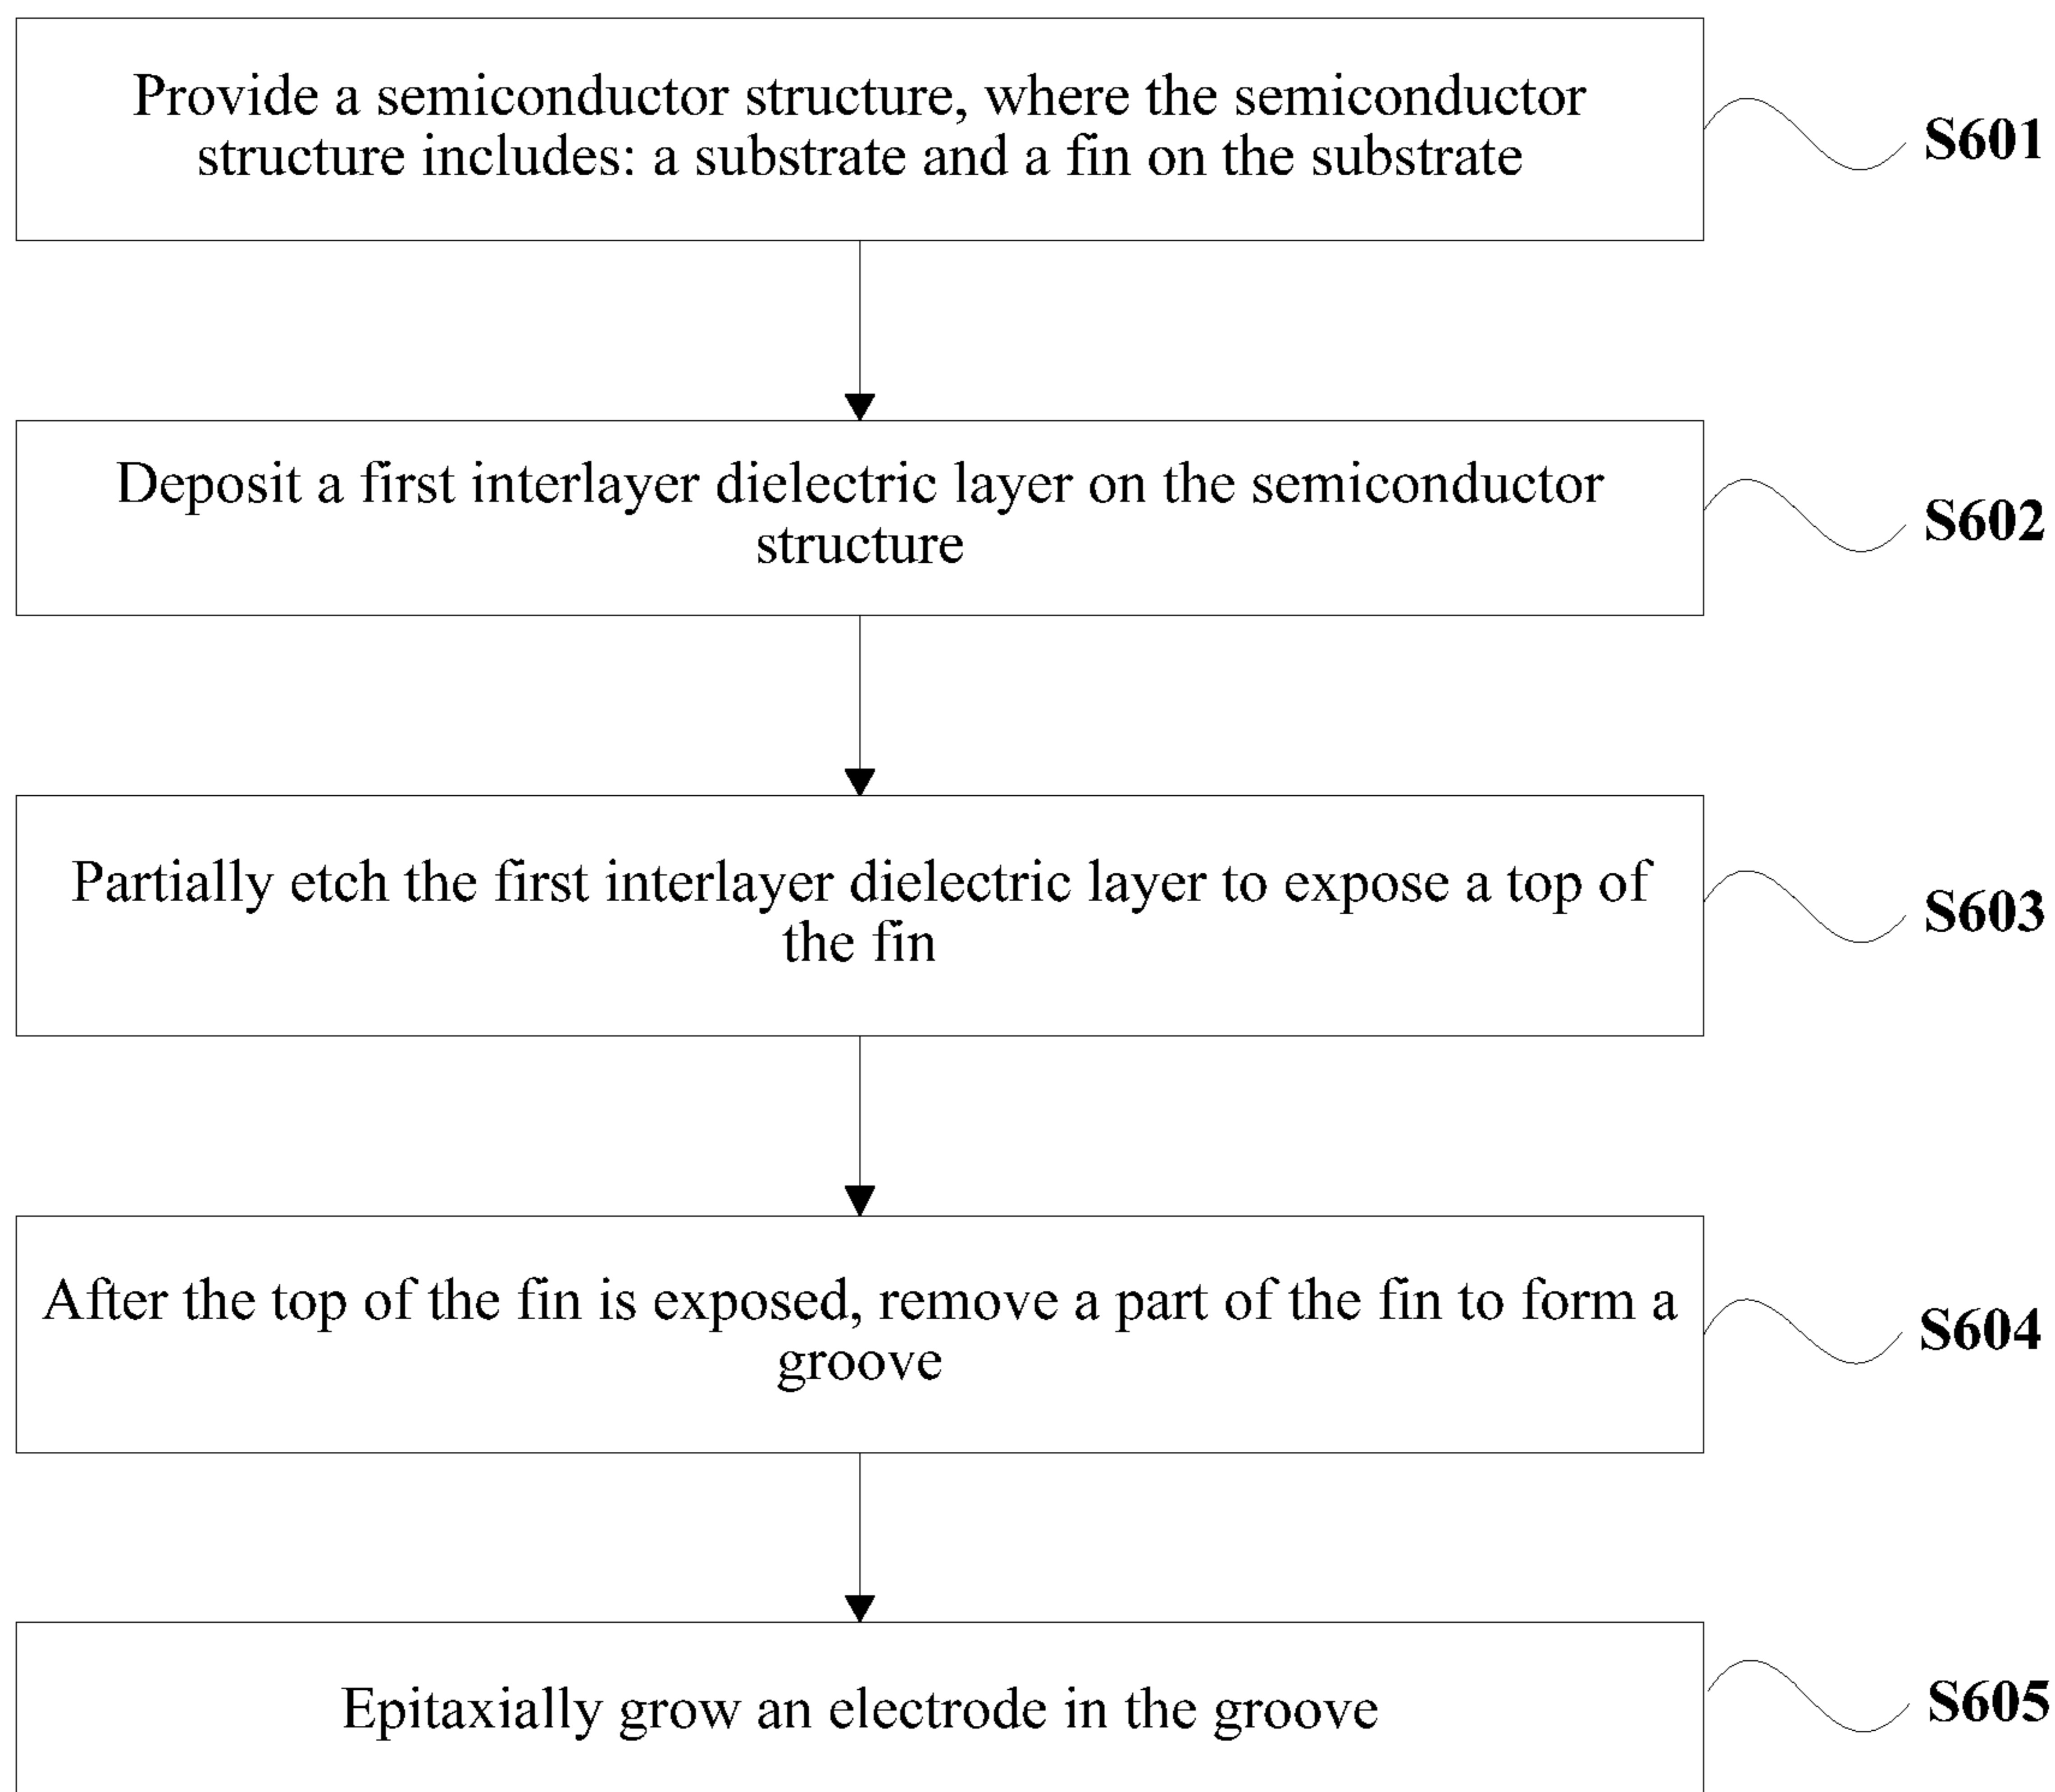 Provide a semiconductor structure, where the semiconductor
structure includes: a substrate and a fin on the substrate
S601
Deposit a first interlayer dielectric layer on the semiconductor
structure
S602
Partially etch the first interlayer dielectric layer to expose a top of
the fin
S603
After the top of the fin is exposed, remove a part of the fin to form a
groove
S604
Epitaxially grow an electrode in the groove
S605